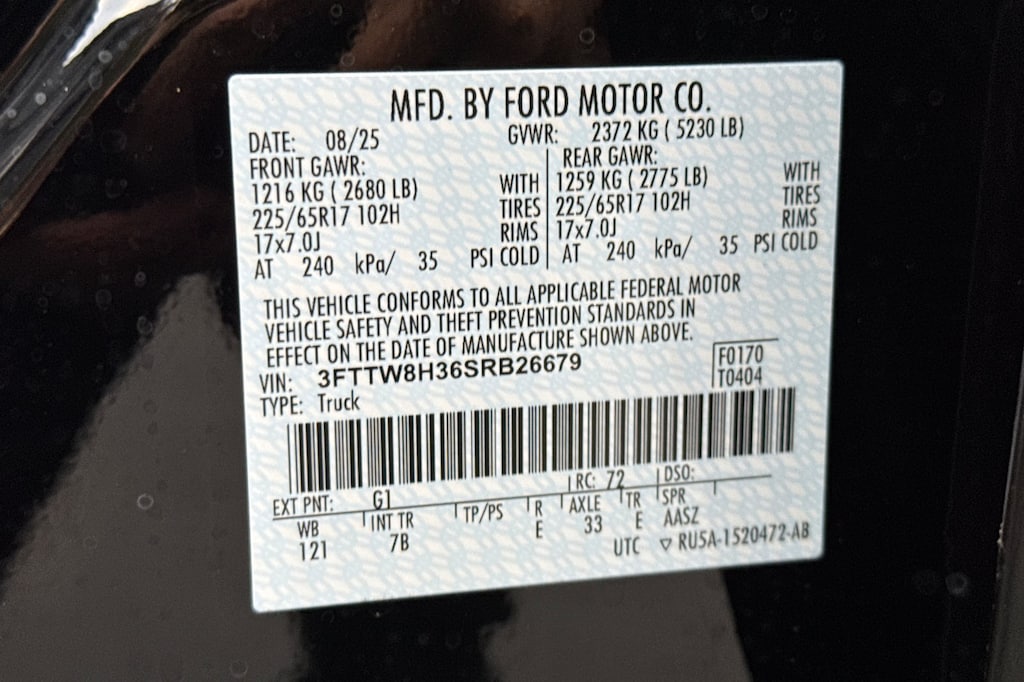 MFD. BY FORD MOTOR CO.
DATE: 08/25 GVWR: 2372 KG ( 5230 LB)
FRONT GAWR: REAR GAWR:
1216 KG ( 2680 LB) WITH 1259 KG ( 2775 LB) WITH
225/65R17 102H TIRES 225/65R17 102H TIRES
17x7.0J RIMS 17x7.0J RIMS
AT 240 kPa/ 35 PSI COLD AT 240 kPa/ 35 PSI COLD
THIS VEHICLE CONFORMS TO ALL APPLICABLE FEDERAL MOTOR
VEHICLE SAFETY AND THEFT PREVENTION STANDARDS IN
EFFECT ON THE DATE OF MANUFACTURE SHOWN ABOVE.
VIN: 3FTTW8H36SRB26679 F0170
TYPE: Truck T0404
EXT PNT: G1 RC: 72 DSO:
WB INT TR TP/PS R AXLE TR SPR
121 7B E 33 E AASZ
UTC ▽ RU5A-1520472-AB